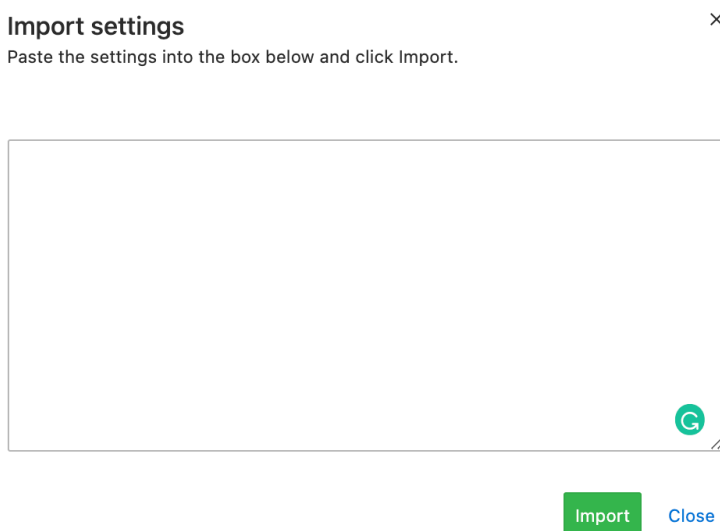 Import settings
Paste the settings into the box below and click Import.
Import
Close